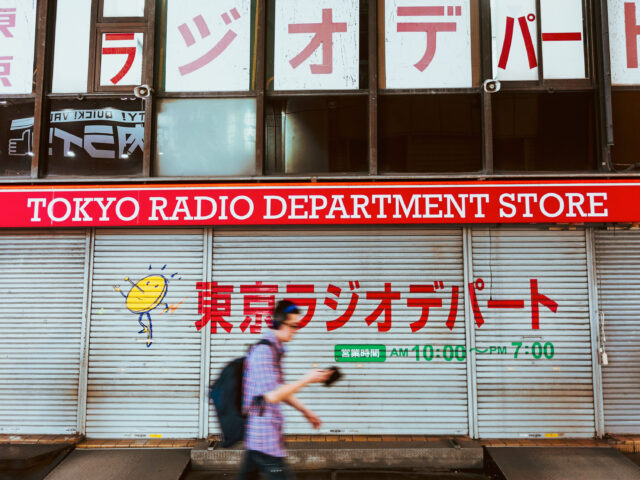 ラジオデパート
QUICK!
TOKYO RADIO DEPARTMENT STORE
東京ラジオデパート
営業時間 AM 10:00～PM 7:00